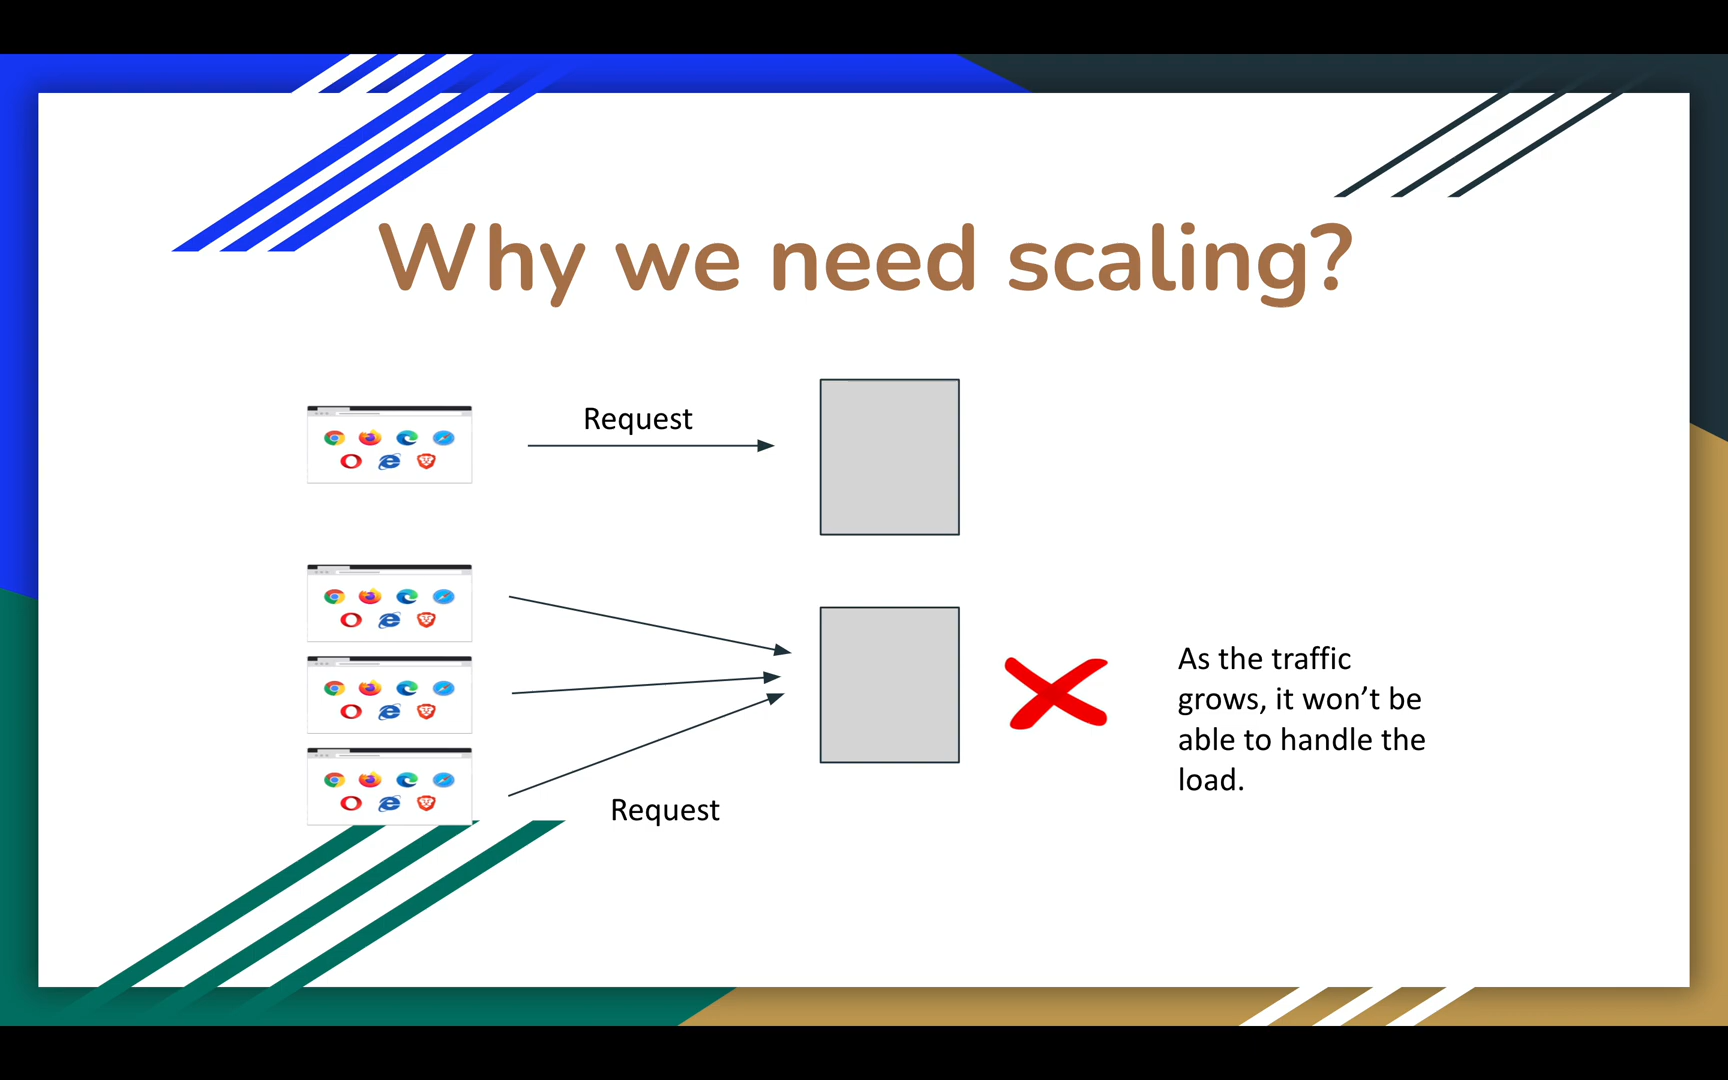 Why we need scaling?
Request
Request
As the traffic
grows, it won’t be
able to handle the
load.